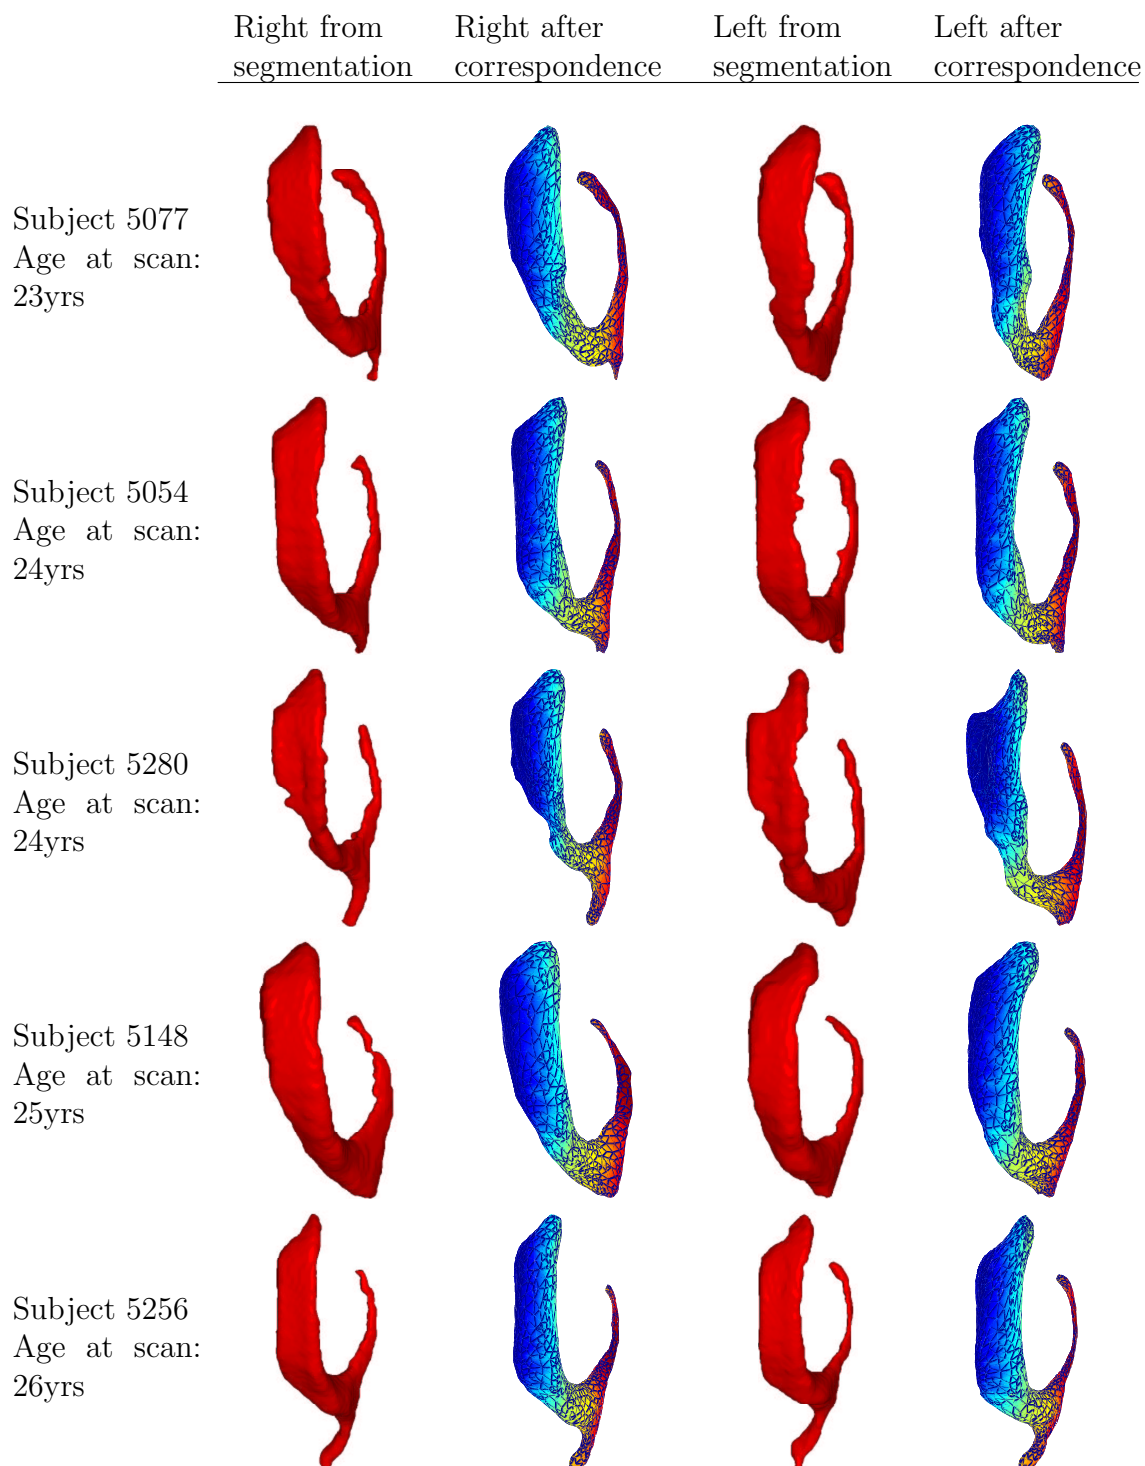 Right from
segmentation
Right after
correspondence
Left from
segmentation
Left after
correspondence
Subject 5077
Age at scan:
23yrs
Subject 5054
Age at scan:
24yrs
Subject 5280
Age at scan:
24yrs
Subject 5148
Age at scan:
25yrs
Subject 5256
Age at scan:
26yrs